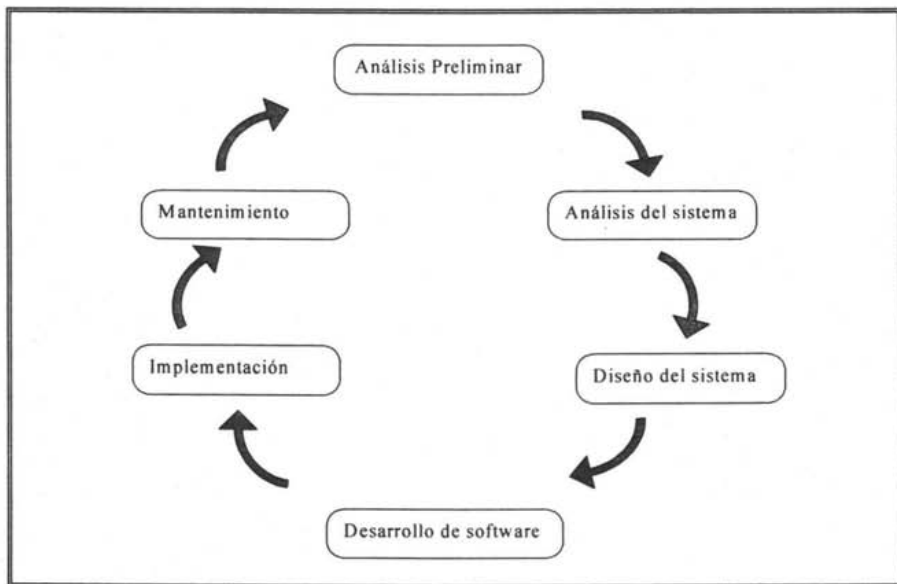 Análisis Preliminar
Análisis del sistema
Diseño del sistema
Desarrollo de software
Implementación
Mantenimiento